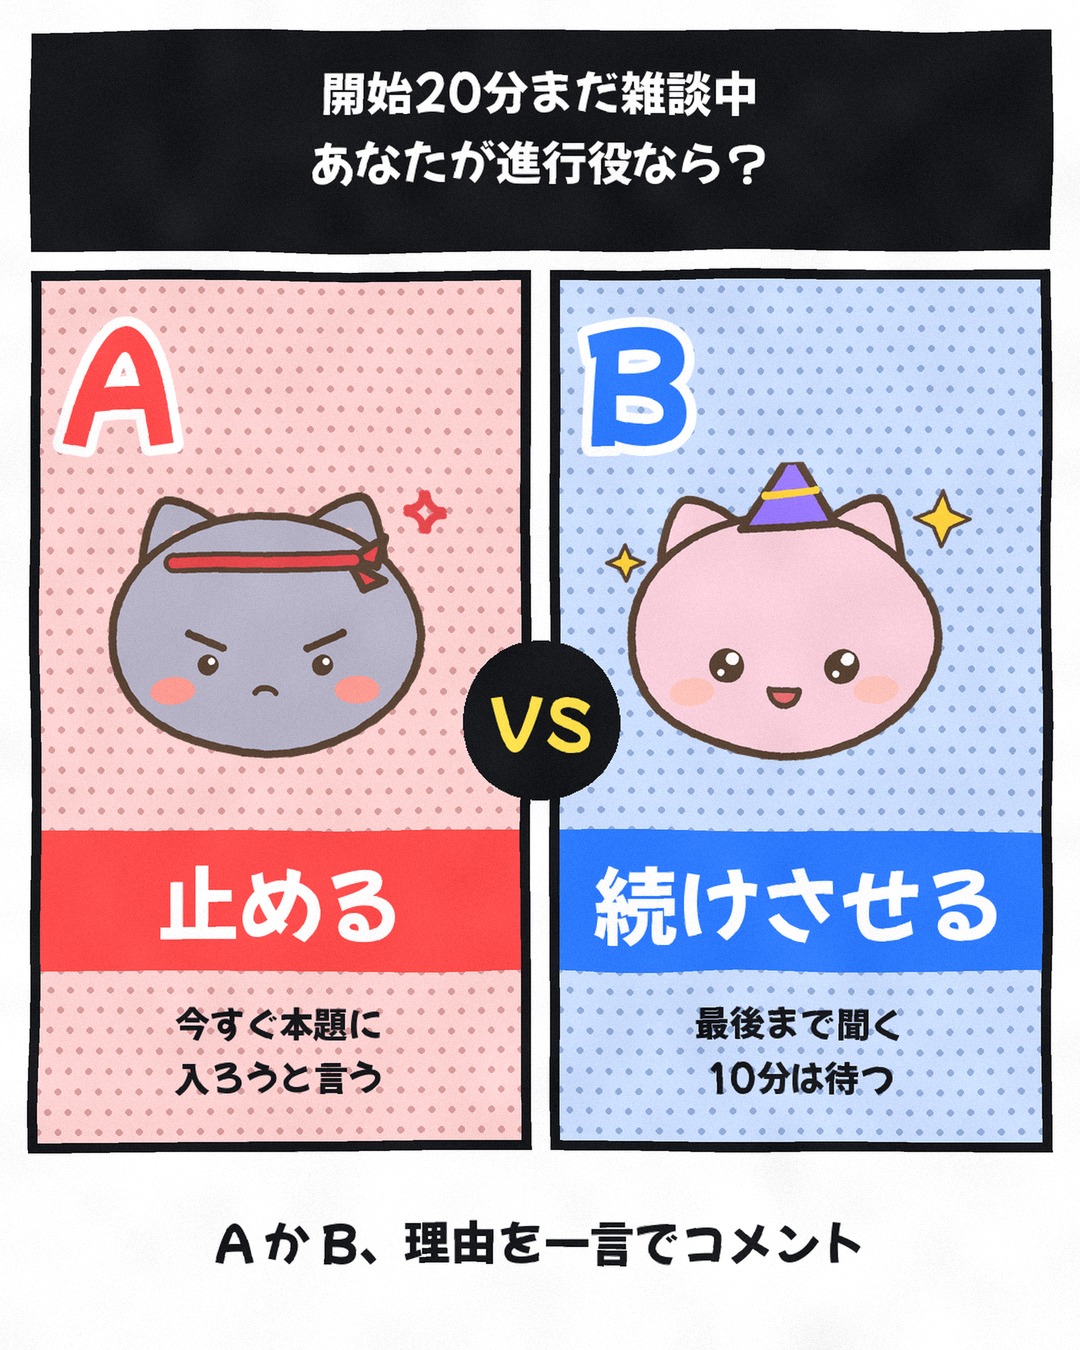 開始20分まだ雑談中
あなたが進行役なら？
A
B
VS
止める
続けさせる
今すぐ本題に
入ろうと言う
最後まで聞く
10分は待つ
AかB、理由を一言でコメント